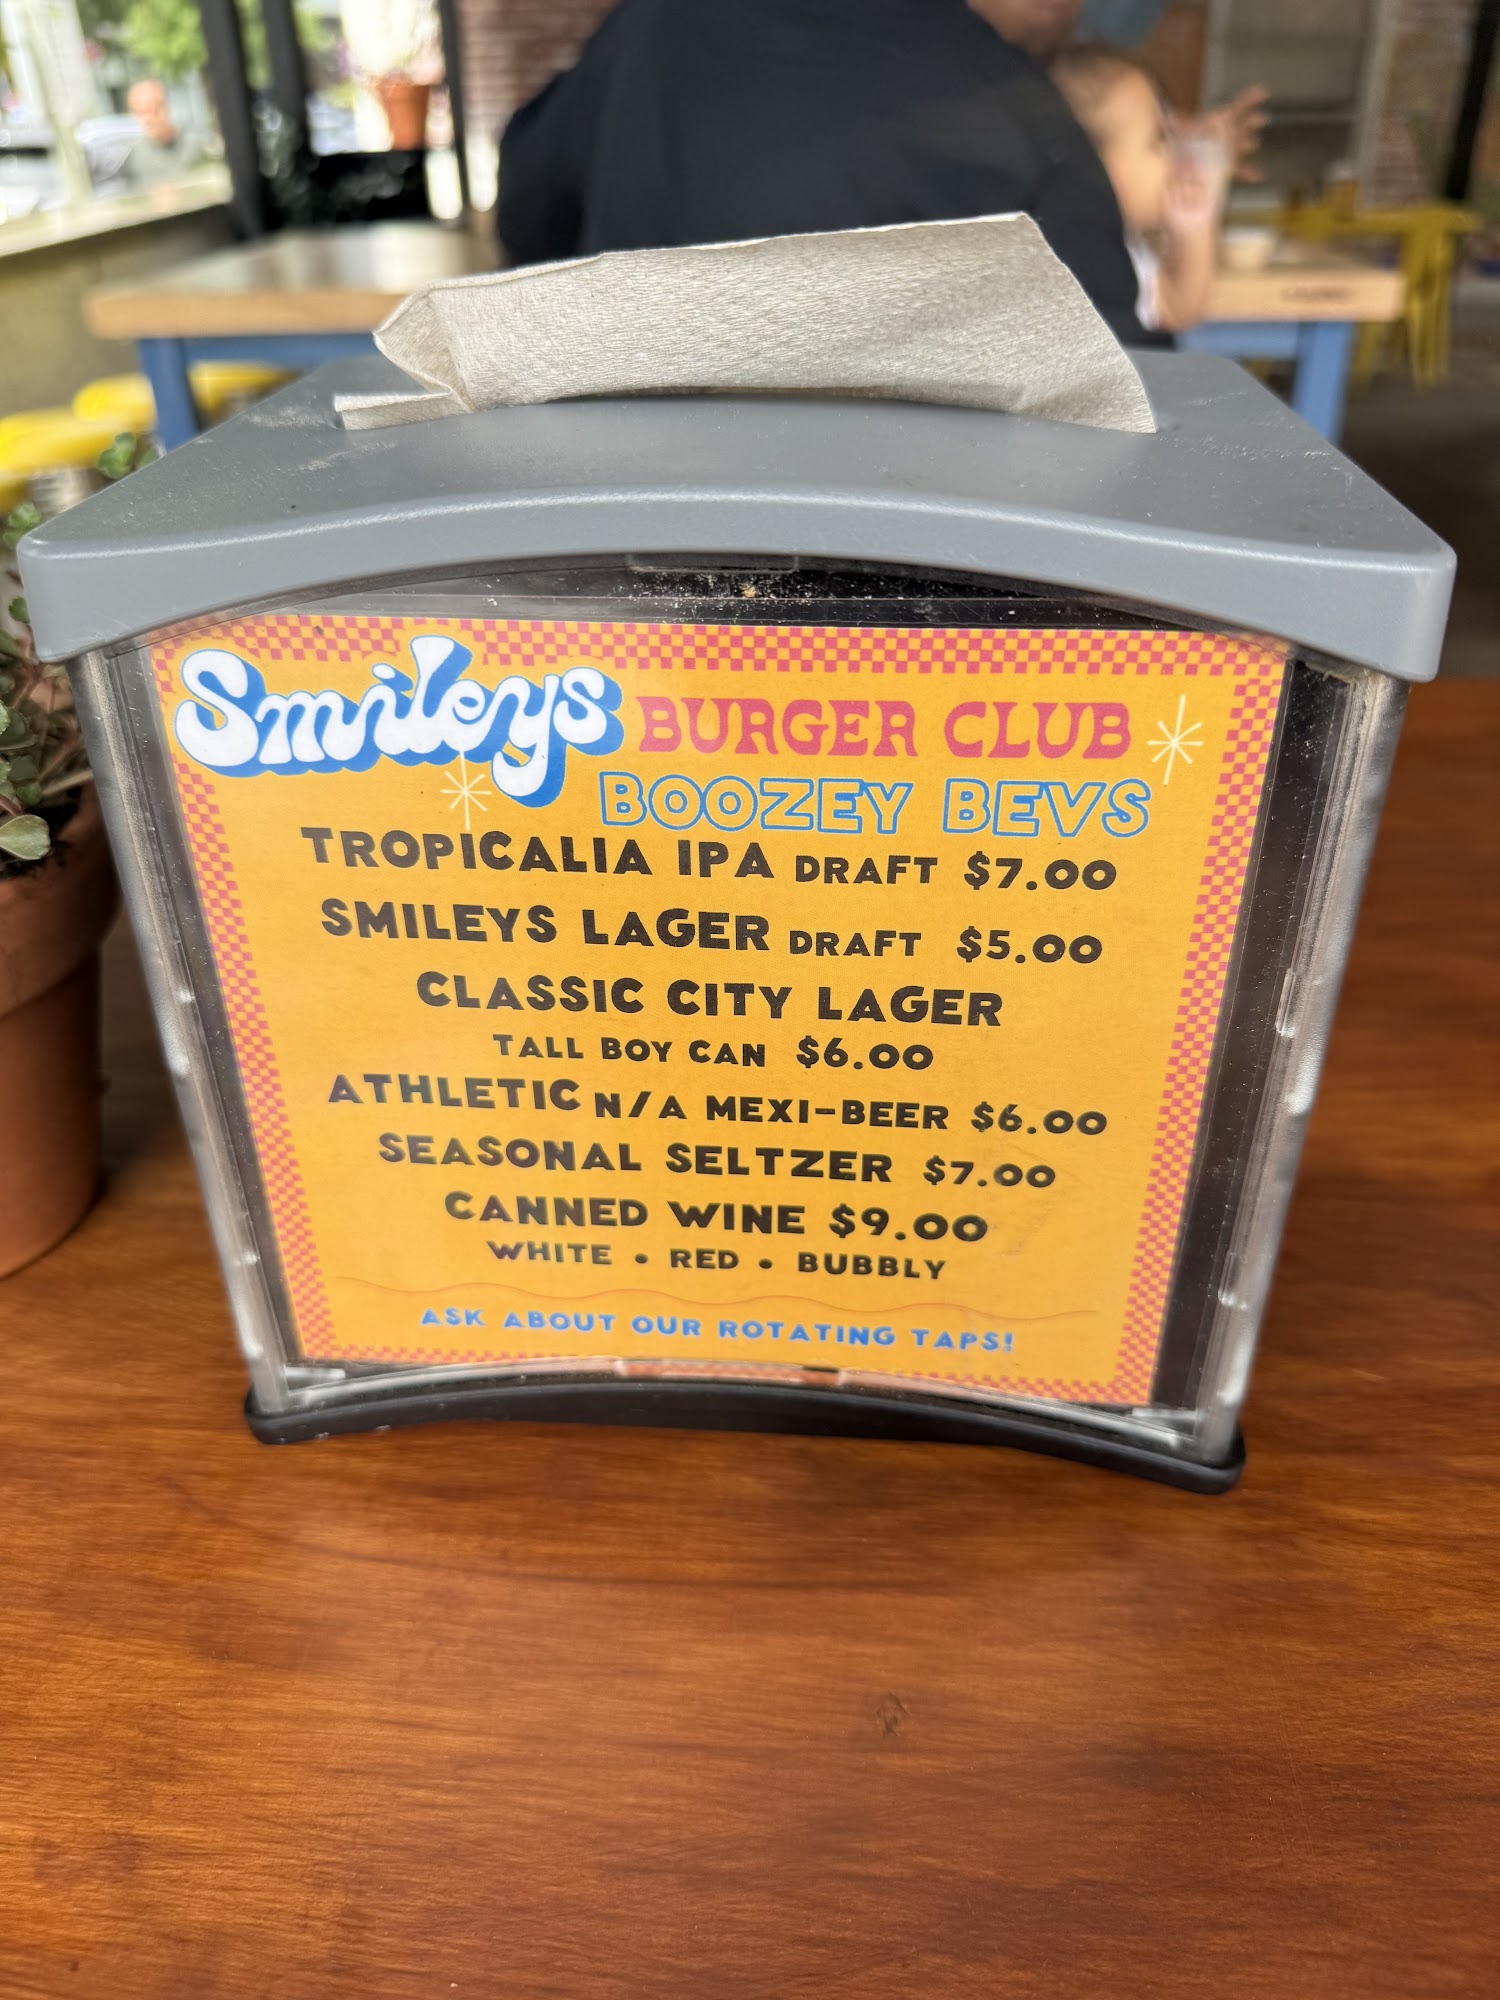 Smileys BURGER CLUB
BOOZEY BEVS
TROPICALIA IPA DRAFT $7.00
SMILEYS LAGER DRAFT $5.00
CLASSIC CITY LAGER
TALL BOY CAN $6.00
ATHLETIC N/A MEXI-BEER $6.00
SEASONAL SELTZER $7.00
CANNED WINE $9.00
WHITE • RED • BUBBLY
ASK ABOUT OUR ROTATING TAPS!